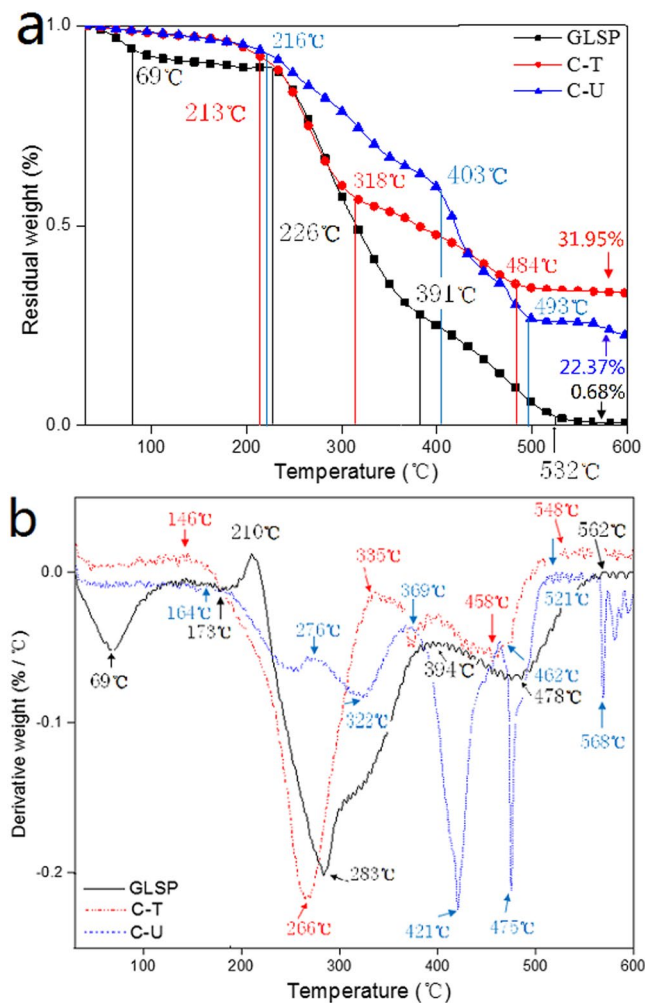 a
1.0
GLSP
C-T
C-U
216℃
69℃
213℃
318℃
403℃
0.5
226℃
31.95%
391℃
484℃
493℃
22.37%
0.68%
0.0
100 200 300 400 500 600
532℃
Residual weight (%)
Temperature (℃)
b
146℃
210℃
548℃
562℃
335℃
0.0
369℃
458℃
164℃
173℃
521℃
276℃
394℃
462℃
69℃
478℃
322℃
568℃
-0.1
-0.2
283℃
266℃
421℃
475℃
GLSP
C-T
C-U
100 200 300 400 500 600
Derivative weight (% / ℃)
Temperature (℃)